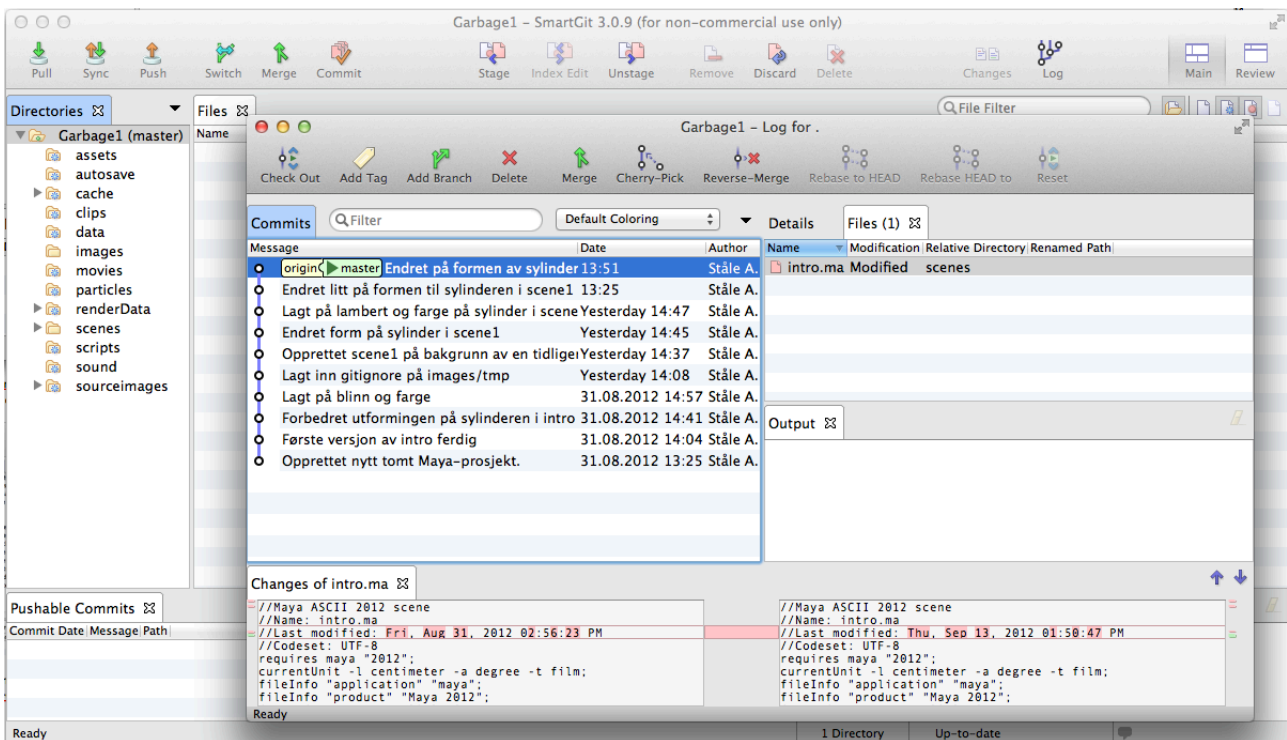 Garbage1 – SmartGit 3.0.9 (for non-commercial use only)
Pull Sync Push Switch Merge Commit Stage Index Edit Unstage Remove Discard Delete Changes Log Main Review
Directories Files File Filter
Garbage1 (master) Name
assets
autosave
cache
clips
data
images
movies
particles
renderData
scenes
scripts
sound
sourceimages
Garbage1 – Log for .
Check Out Add Tag Add Branch Delete Merge Cherry-Pick Reverse-Merge Rebase to HEAD Rebase HEAD to Reset
Commits Filter Default Coloring Details Files (1)
Message Date Author Name Modification Relative Directory Renamed Path
origin master Endret på formen av sylinder 13:51 Ståle A. intro.ma Modified scenes
Endret litt på formen til sylinderen i scene1 13:25 Ståle A.
Lagt på lambert og farge på sylinder i scene Yesterday 14:47 Ståle A.
Endret form på sylinder i scene1 Yesterday 14:45 Ståle A.
Opprettet scene1 på bakgrunn av en tidliger Yesterday 14:37 Ståle A.
Lagt inn gitignore på images/tmp Yesterday 14:08 Ståle A.
Lagt på blinn og farge 31.08.2012 14:57 Ståle A.
Forbedret utformingen på sylinderen i intro 31.08.2012 14:41 Ståle A.
Første versjon av intro ferdig 31.08.2012 14:04 Ståle A.
Opprettet nytt tomt Maya-prosjekt. 31.08.2012 13:25 Ståle A.
Output
Changes of intro.ma
//Maya ASCII 2012 scene
//Name: intro.ma
//Last modified: Fri, Aug 31, 2012 02:56:23 PM
//Codeset: UTF-8
requires maya "2012";
currentUnit -l centimeter -a degree -t film;
fileInfo "application" "maya";
fileInfo "product" "Maya 2012";
//Maya ASCII 2012 scene
//Name: intro.ma
//Last modified: Thu, Sep 13, 2012 01:50:47 PM
//Codeset: UTF-8
requires maya "2012";
currentUnit -l centimeter -a degree -t film;
fileInfo "application" "maya";
fileInfo "product" "Maya 2012";
Ready
Pushable Commits
Commit Date Message Path
Ready 1 Directory Up-to-date